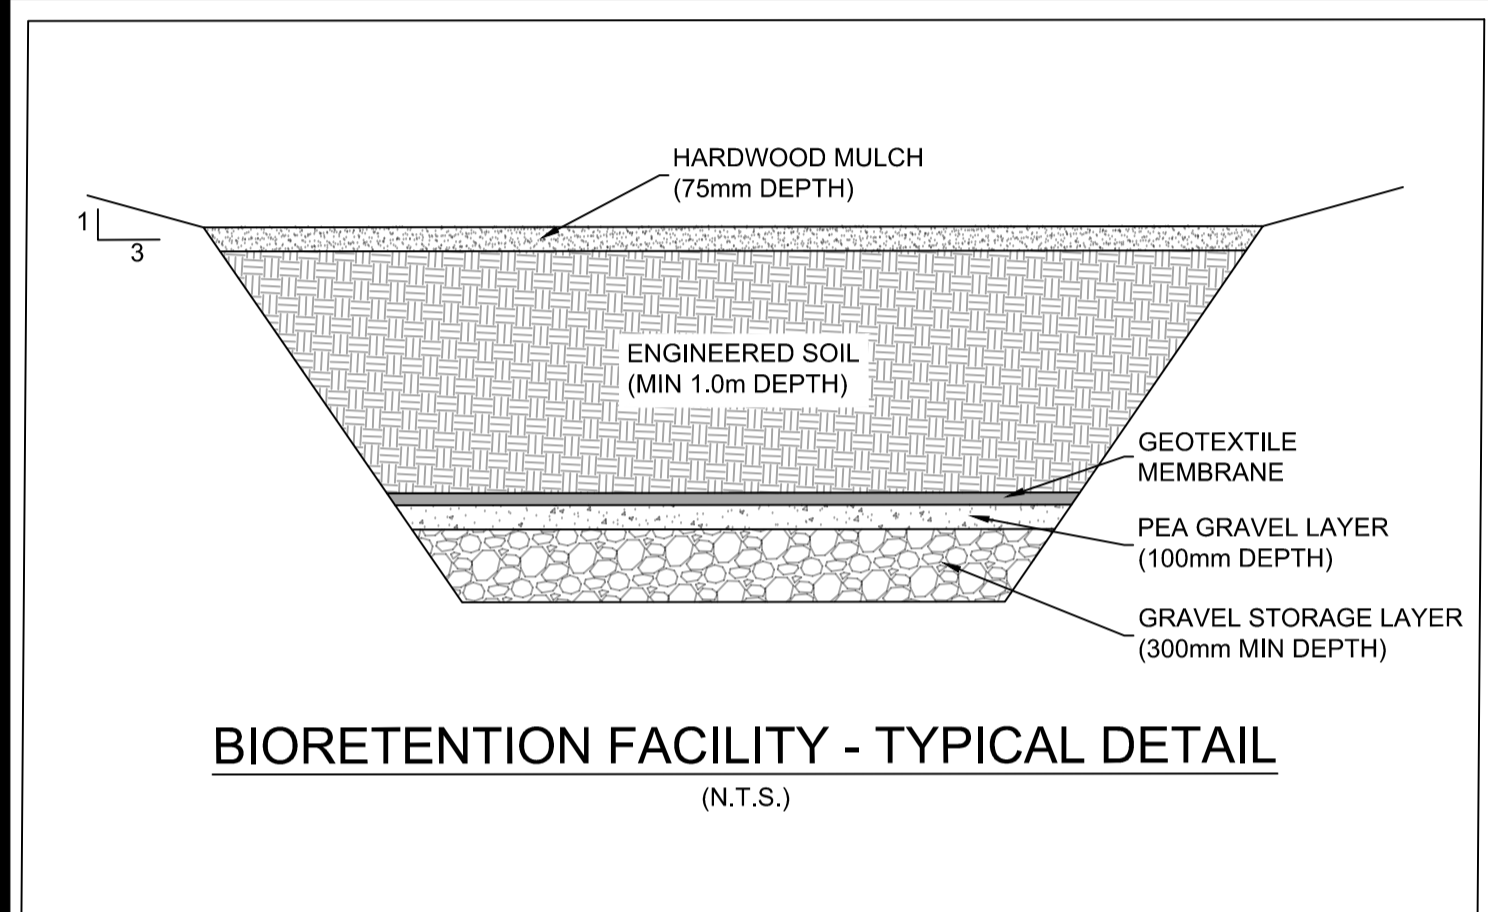 HARDWOOD MULCH
(75mm DEPTH)
1
3
ENGINEERED SOIL
(MIN 1.0m DEPTH)
GEOTEXTILE
MEMBRANE
PEA GRAVEL LAYER
(100mm DEPTH)
GRAVEL STORAGE LAYER
(300mm MIN DEPTH)
BIORETENTION FACILITY - TYPICAL DETAIL
(N.T.S.)